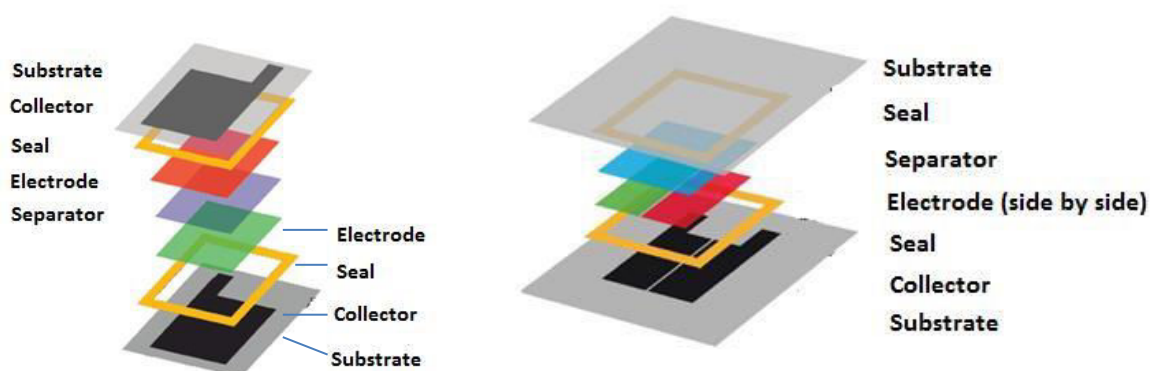 Substrate
Collector
Seal
Electrode
Separator
Electrode
Seal
Collector
Substrate
Substrate
Seal
Separator
Electrode (side by side)
Seal
Collector
Substrate